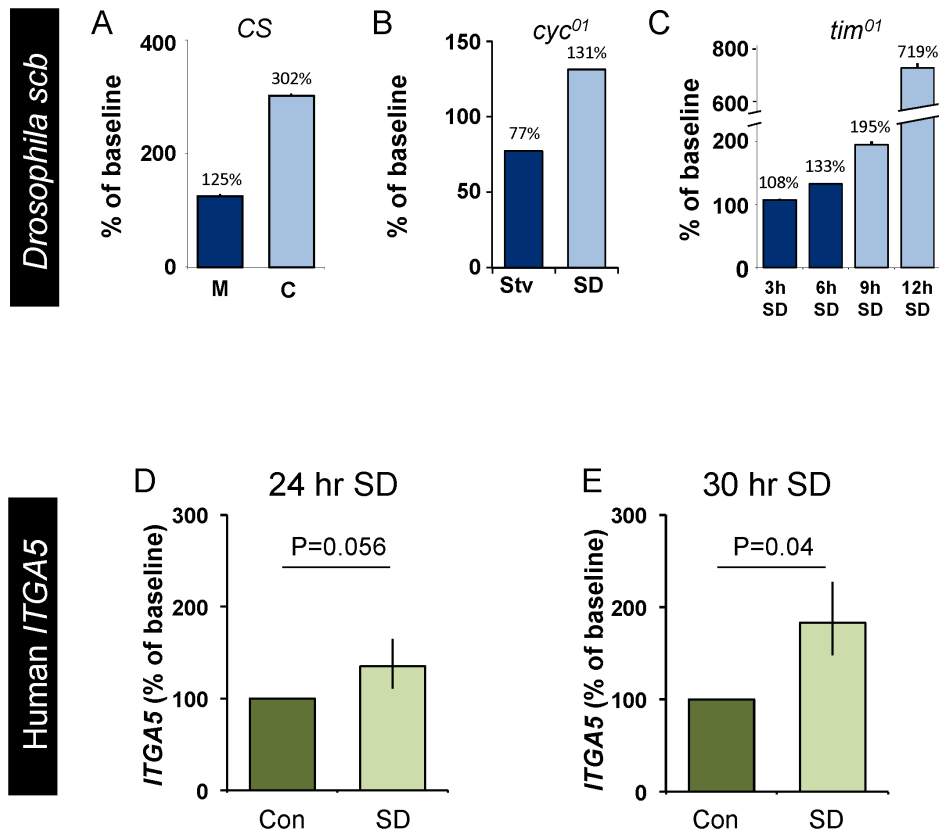 Drosophila scb
A
CS
% of baseline
400
200
0
302%
125%
M C
B
cyc01
% of baseline
150
100
50
0
131%
77%
Stv SD
C
tim01
% of baseline
800
600
200
100
0
719%
195%
133%
108%
3h 6h 9h 12h
SD SD SD SD
Human ITGA5
D
24 hr SD
ITGA5 (% of baseline)
300
200
100
0
P=0.056
Con SD
E
30 hr SD
ITGA5 (% of baseline)
300
200
100
0
P=0.04
Con SD